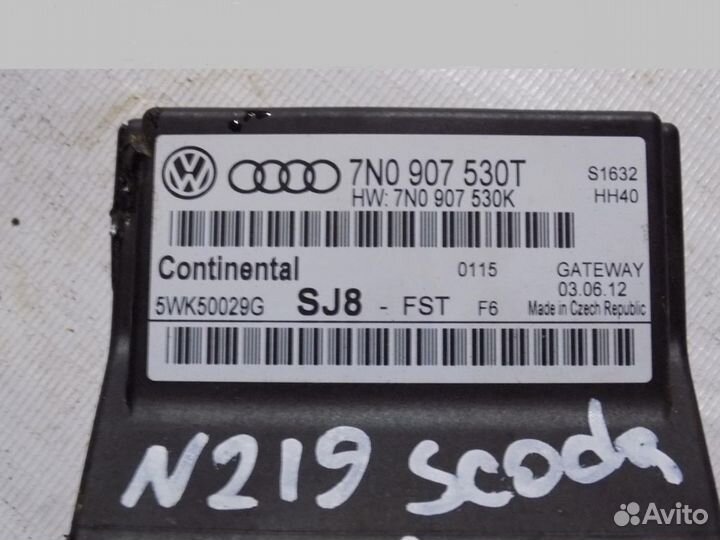 7N0 907 530T
HW: 7N0 907 530K
S1632
HH40
Continental 0115 GATEWAY
03.06.12
5WK50029G SJ8 - FST F6 Made in Czech Republic
N219 scoda
Avito